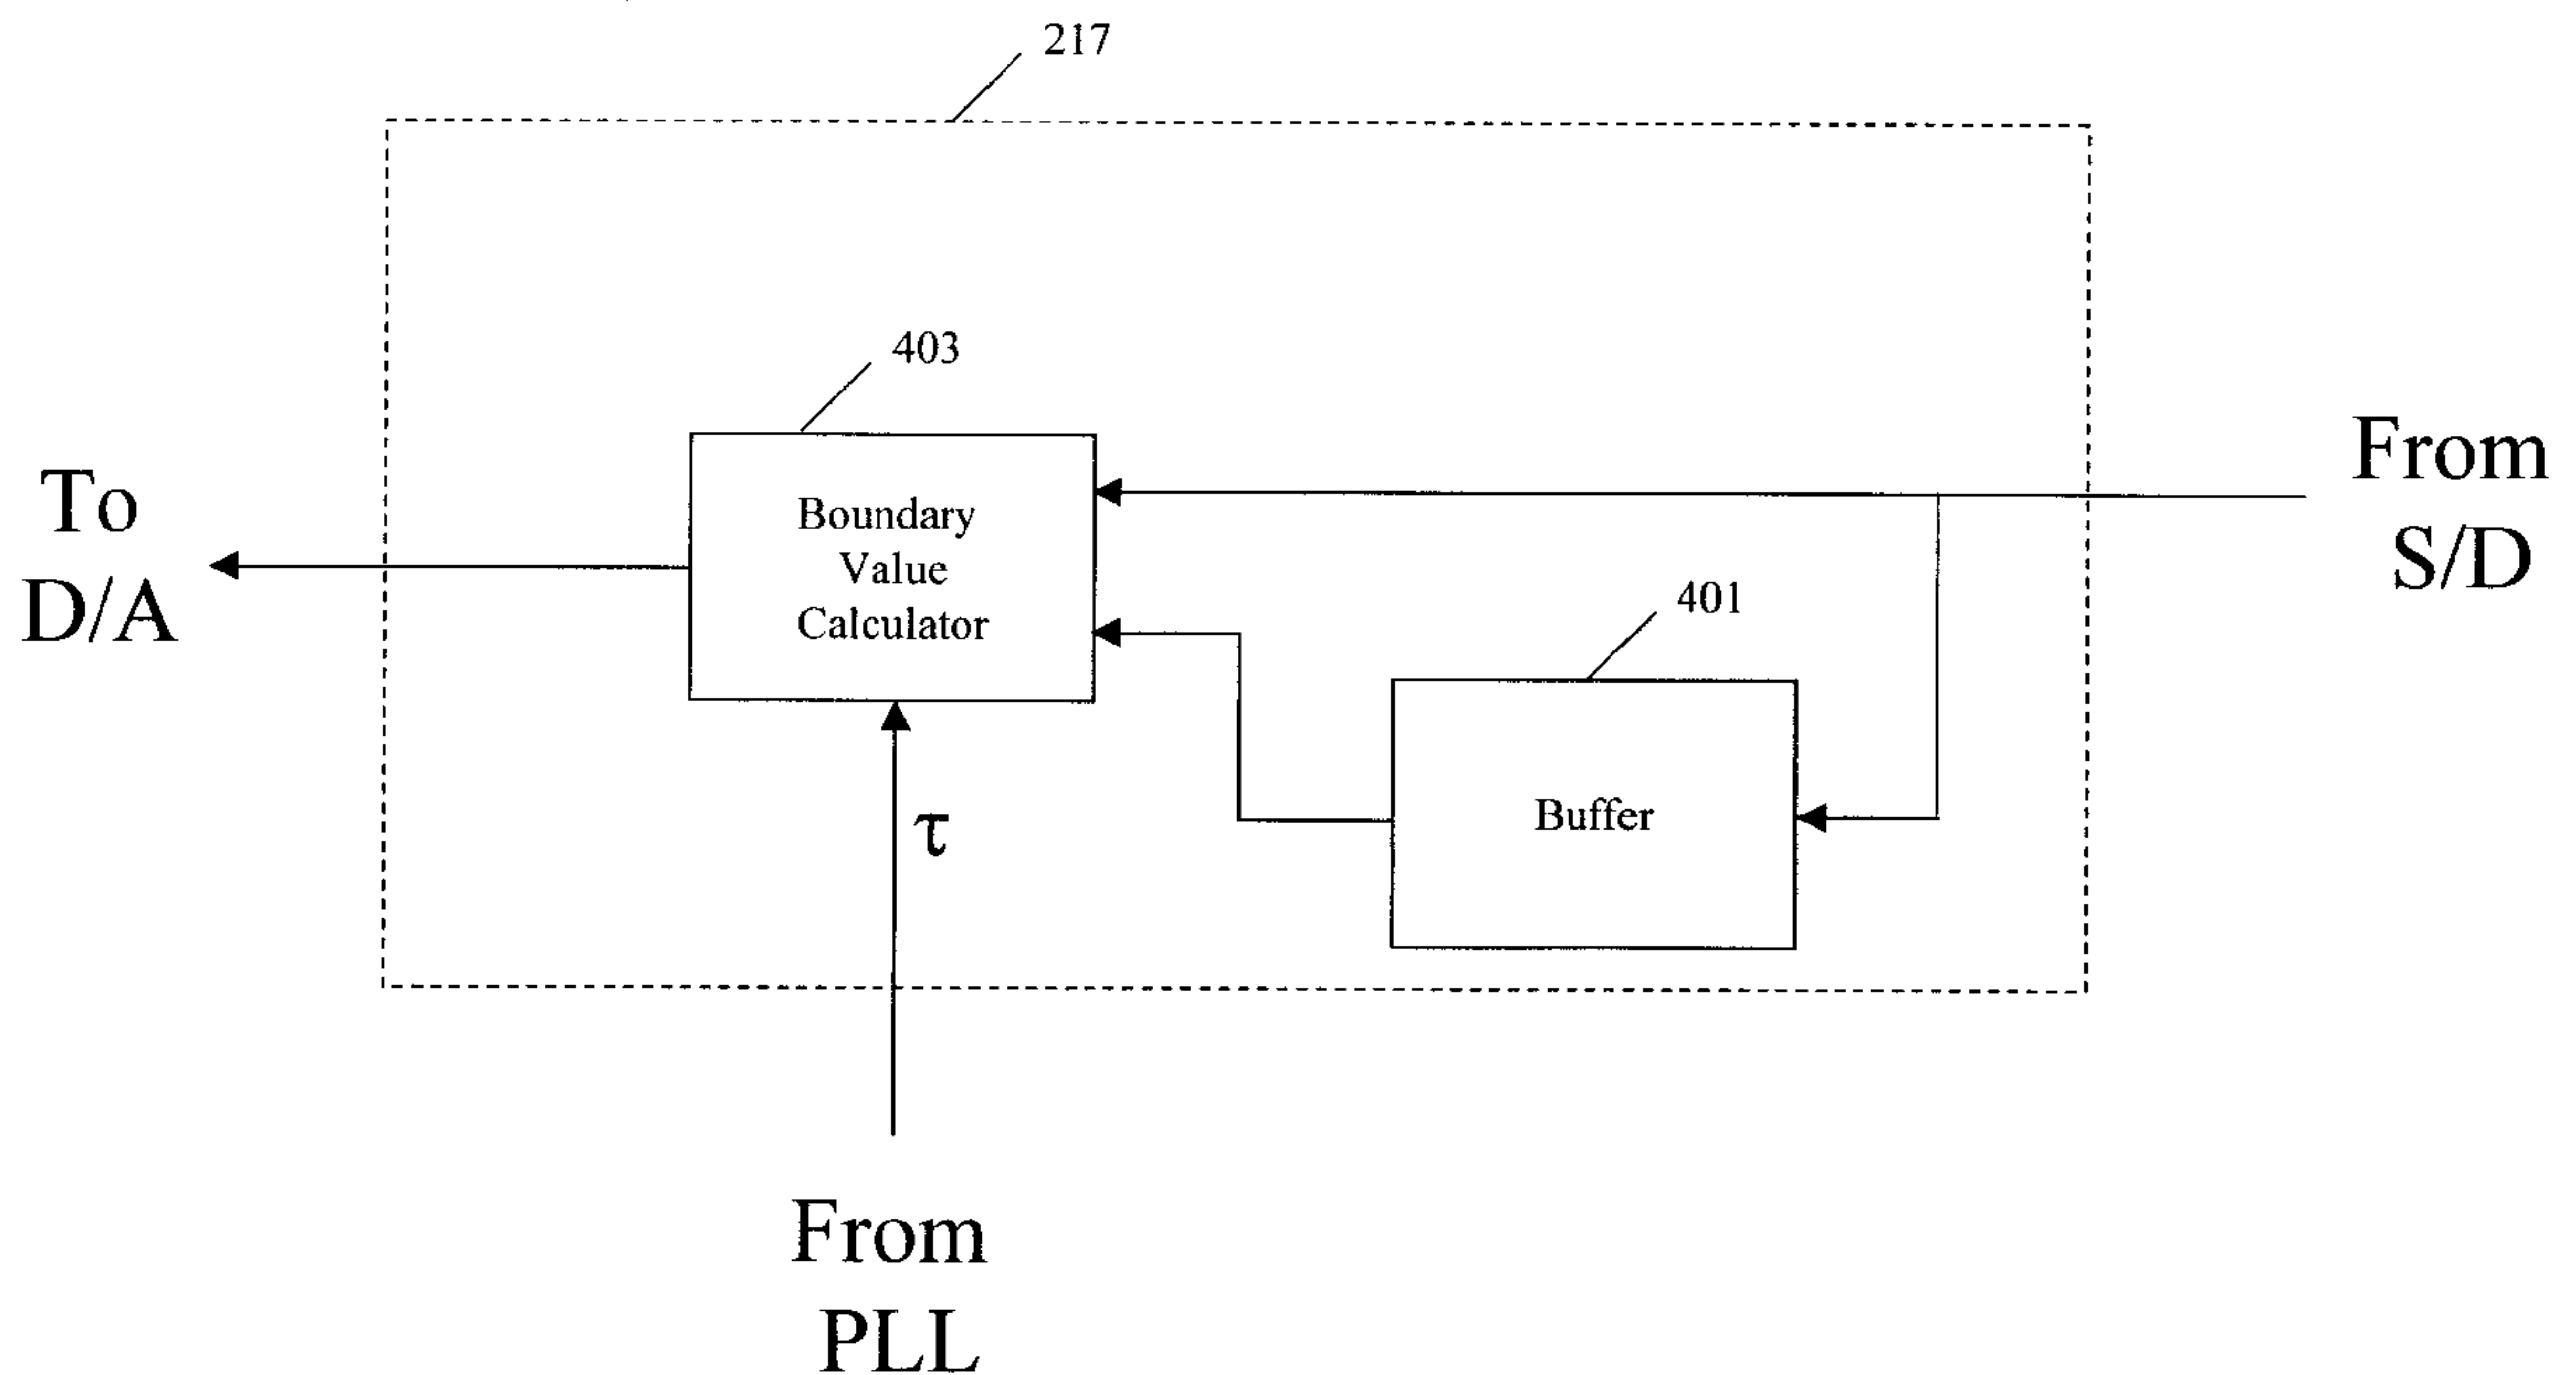 217
403
From
S/D
To
D/A
Boundary
Value
Calculator
401
Buffer
τ
From
PLL